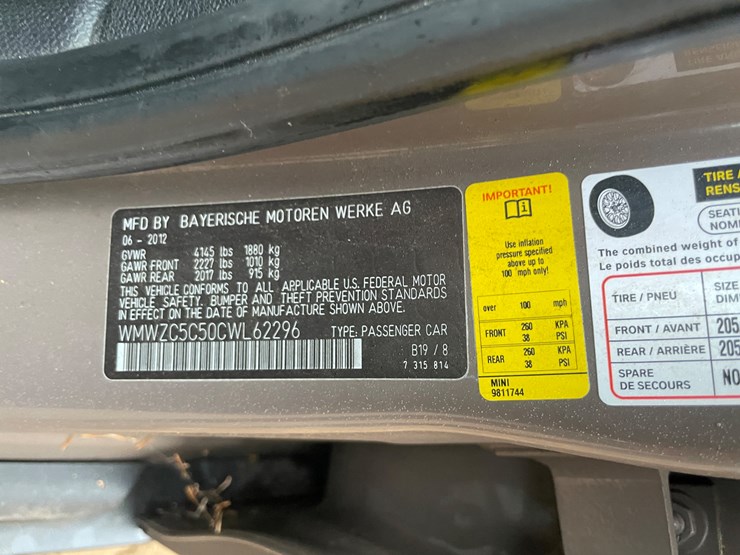 MFD BY BAYERISCHE MOTOREN WERKE AG
06 - 2012
GVWR 4145 lbs 1880 kg
GAWR FRONT 2227 lbs 1010 kg
GAWR REAR 2017 lbs 915 kg
THIS VEHICLE CONFORMS TO ALL APPLICABLE U.S. FEDERAL MOTOR
VEHICLE SAFETY, BUMPER AND THEFT PREVENTION STANDARDS
IN EFFECT ON THE DATE OF MANUFACTURE SHOWN ABOVE.
WMWZC5C50CWL62296 TYPE: PASSENGER CAR
B19 / 8
7 315 814
IMPORTANT!
Use inflation
pressure specified
above up to
100 mph only!
over 100 mph
FRONT 260 KPA
38 PSI
REAR 260 KPA
38 PSI
MINI
9811744
TIRE
RENS
SEATI
NOM
The combined weight of
Le poids total des occup
TIRE / PNEU SIZE
DIM
FRONT / AVANT 205
REAR / ARRIÈRE 205
SPARE
DE SECOURS NO